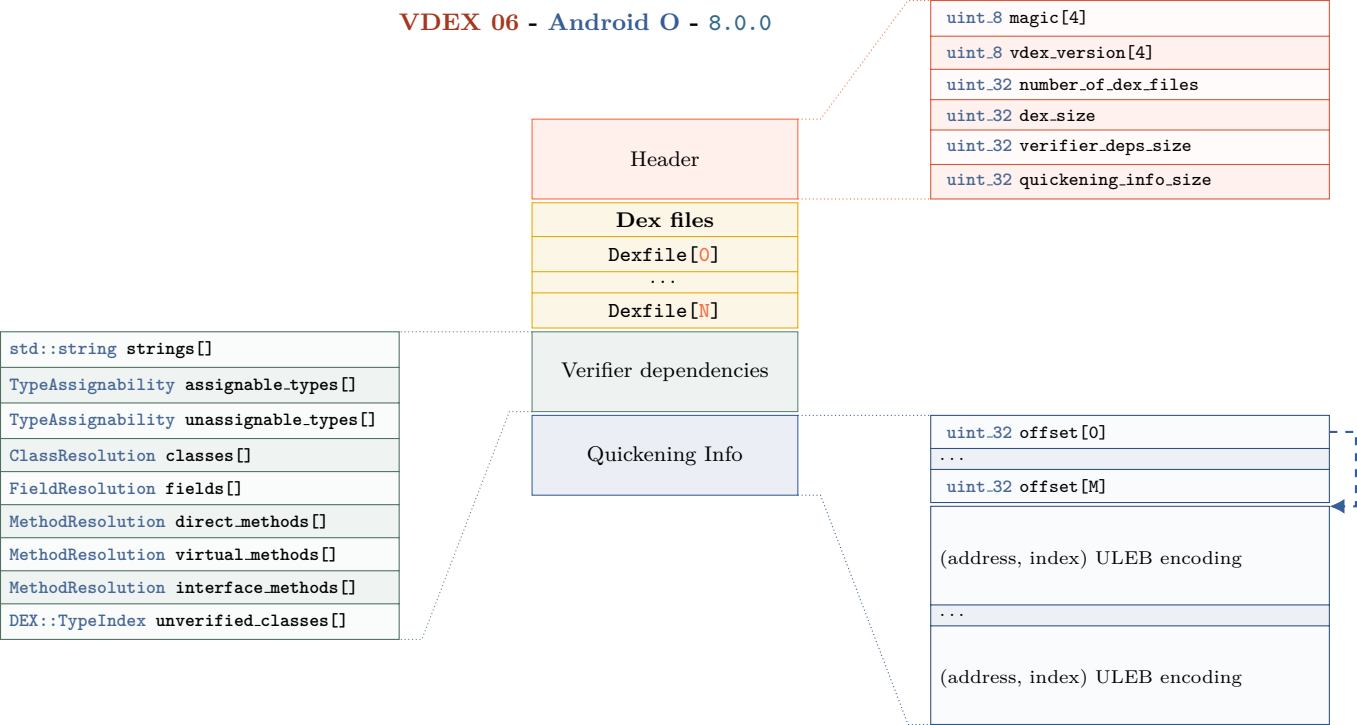 VDEX 06 - Android O - 8.0.0
uint_8 magic[4]
uint_8 vdex_version[4]
uint_32 number_of_dex_files
uint_32 dex_size
uint_32 verifier_deps_size
uint_32 quickening_info_size
Header
Dex files
Dexfile[0]
...
Dexfile[N]
Verifier dependencies
Quickening Info
std::string strings[]
TypeAssignability assignable_types[]
TypeAssignability unassignable_types[]
ClassResolution classes[]
FieldResolution fields[]
MethodResolution direct_methods[]
MethodResolution virtual_methods[]
MethodResolution interface_methods[]
DEX::TypeIndex unverified_classes[]
uint_32 offset[0]
...
uint_32 offset[M]
(address, index) ULEB encoding
...
(address, index) ULEB encoding